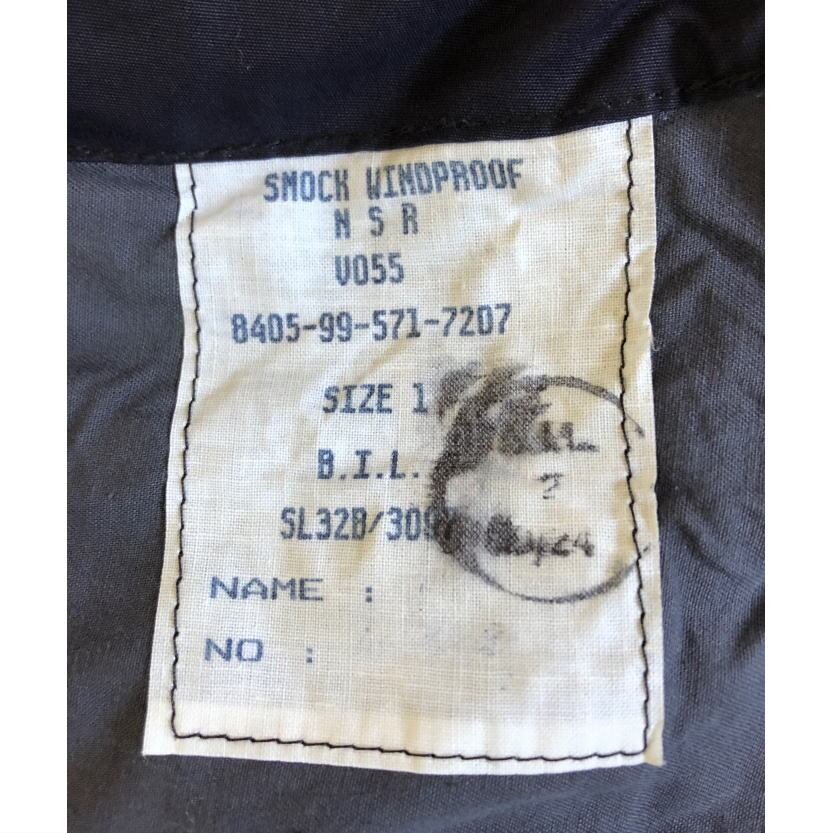 SMOCK WINDPROOF
N S R
V055
8405-99-571-7207
SIZE 1
B.I.L.
SL32B/309
NAME :
NO :